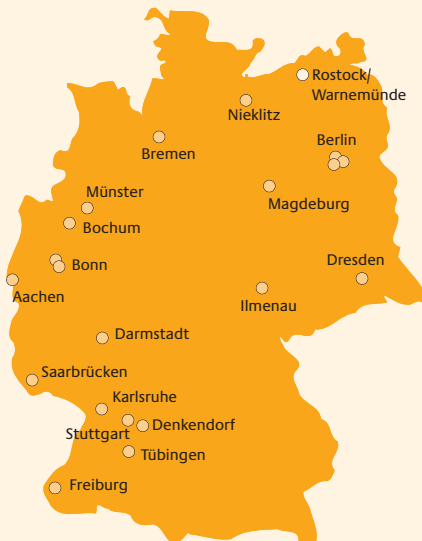 Rostock/
Warnemünde
Nieklitz
Berlin
Bremen
Münster
Magdeburg
Bochum
Dresden
Bonn
Aachen
Ilmenau
Darmstadt
Saarbrücken
Karlsruhe
Stuttgart
Denkendorf
Tübingen
Freiburg